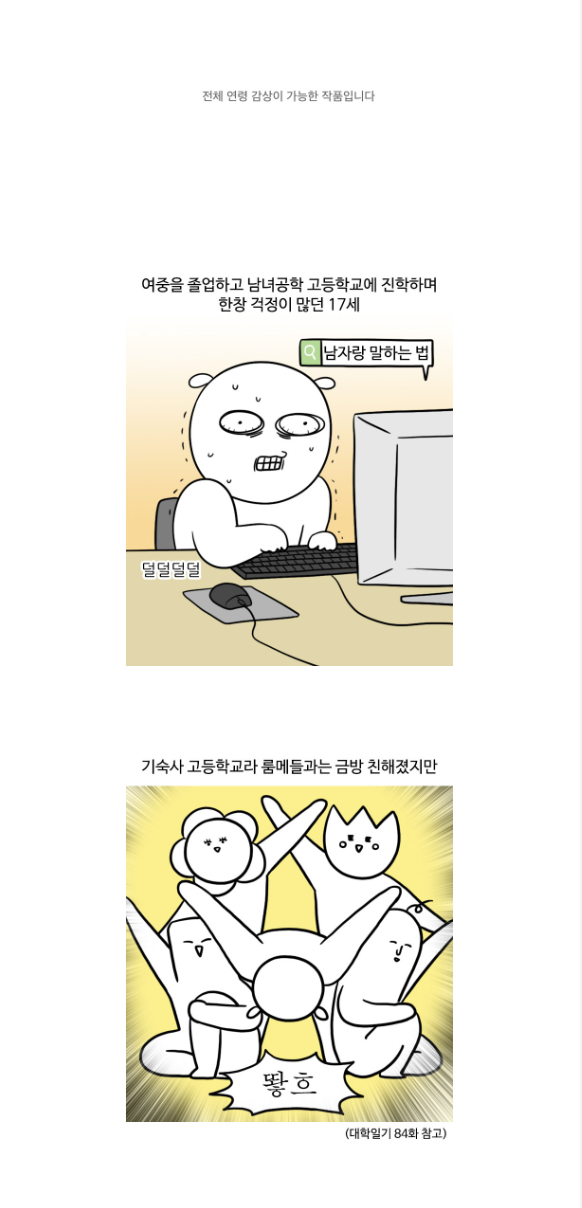 전체 연령 감상이 가능한 작품입니다
여중을 졸업하고 남녀공학 고등학교에 진학하며
한창 걱정이 많던 17세
남자랑 말하는 법
덜덜덜덜
기숙사 고등학교라 룸메들과는 금방 친해졌지만
똻흐
(대학일기 84화 참고)